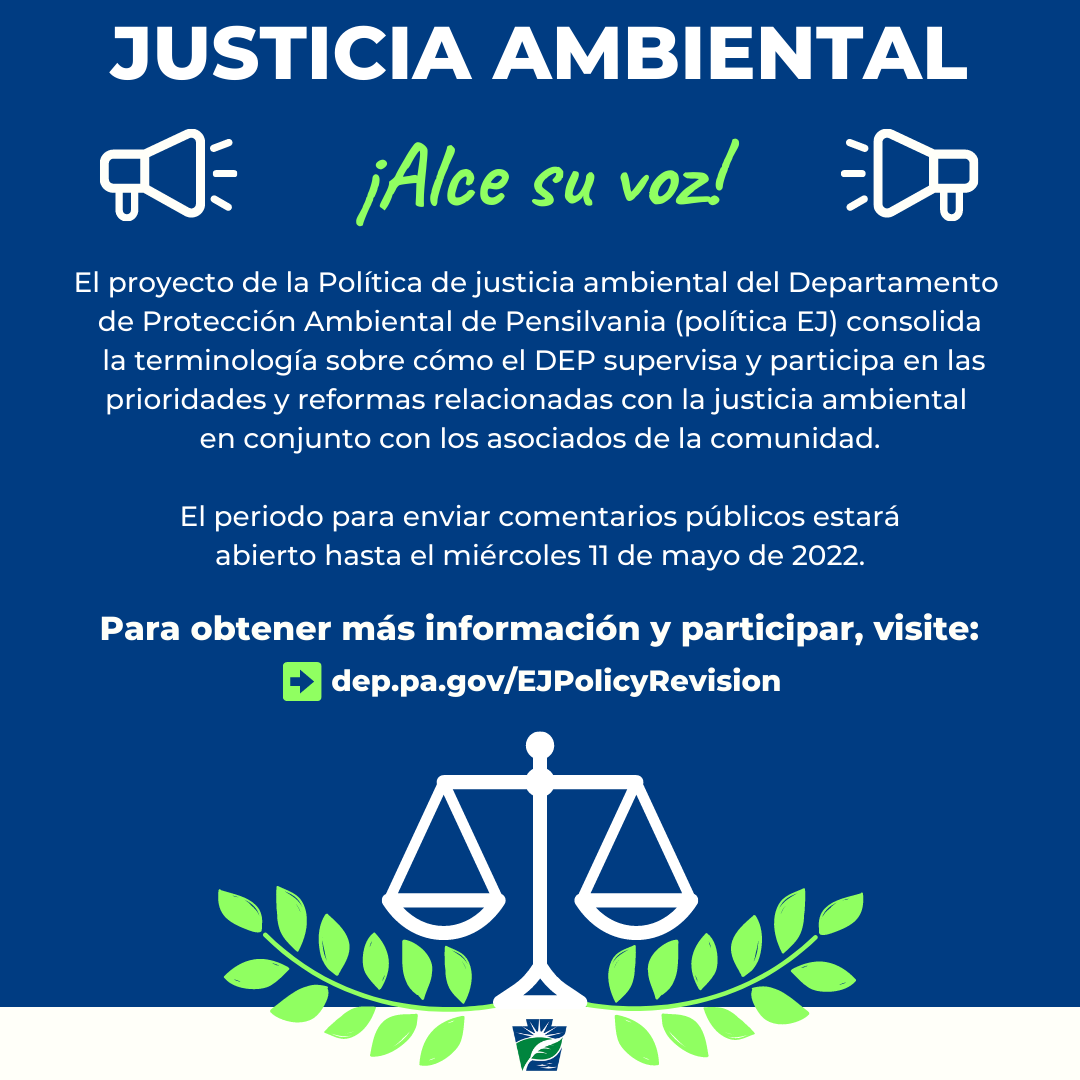 JUSTICIA AMBIENTAL
¡Alce su voz!
El proyecto de la Política de justicia ambiental del Departamento
de Protección Ambiental de Pensilvania (política EJ) consolida
la terminología sobre cómo el DEP supervisa y participa en las
prioridades y reformas relacionadas con la justicia ambiental
en conjunto con los asociados de la comunidad.
El periodo para enviar comentarios públicos estará
abierto hasta el miércoles 11 de mayo de 2022.
Para obtener más información y participar, visite:
dep.pa.gov/EJPolicyRevision